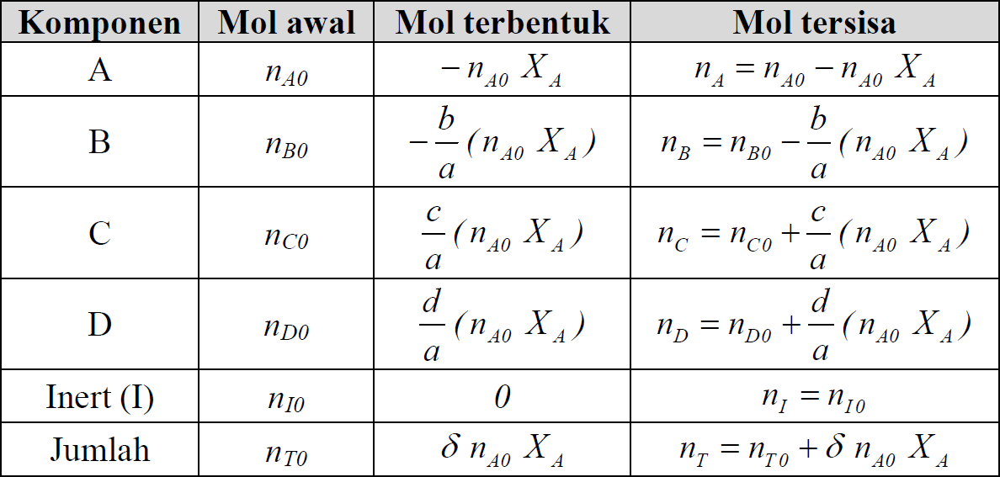 Komponen Mol awal Mol terbentuk Mol tersisa
A n_{A0} − n_{A0} X_A n_A = n_{A0} − n_{A0} X_A
B n_{B0} − \frac{b}{a} ( n_{A0} X_A ) n_B = n_{B0} − \frac{b}{a} ( n_{A0} X_A )
C n_{C0} \frac{c}{a} ( n_{A0} X_A ) n_C = n_{C0} + \frac{c}{a} ( n_{A0} X_A )
D n_{D0} \frac{d}{a} ( n_{A0} X_A ) n_D = n_{D0} + \frac{d}{a} ( n_{A0} X_A )
Inert (I) n_{I0} 0 n_I = n_{I0}
Jumlah n_{T0} δ n_{A0} X_A n_T = n_{T0} + δ n_{A0} X_A